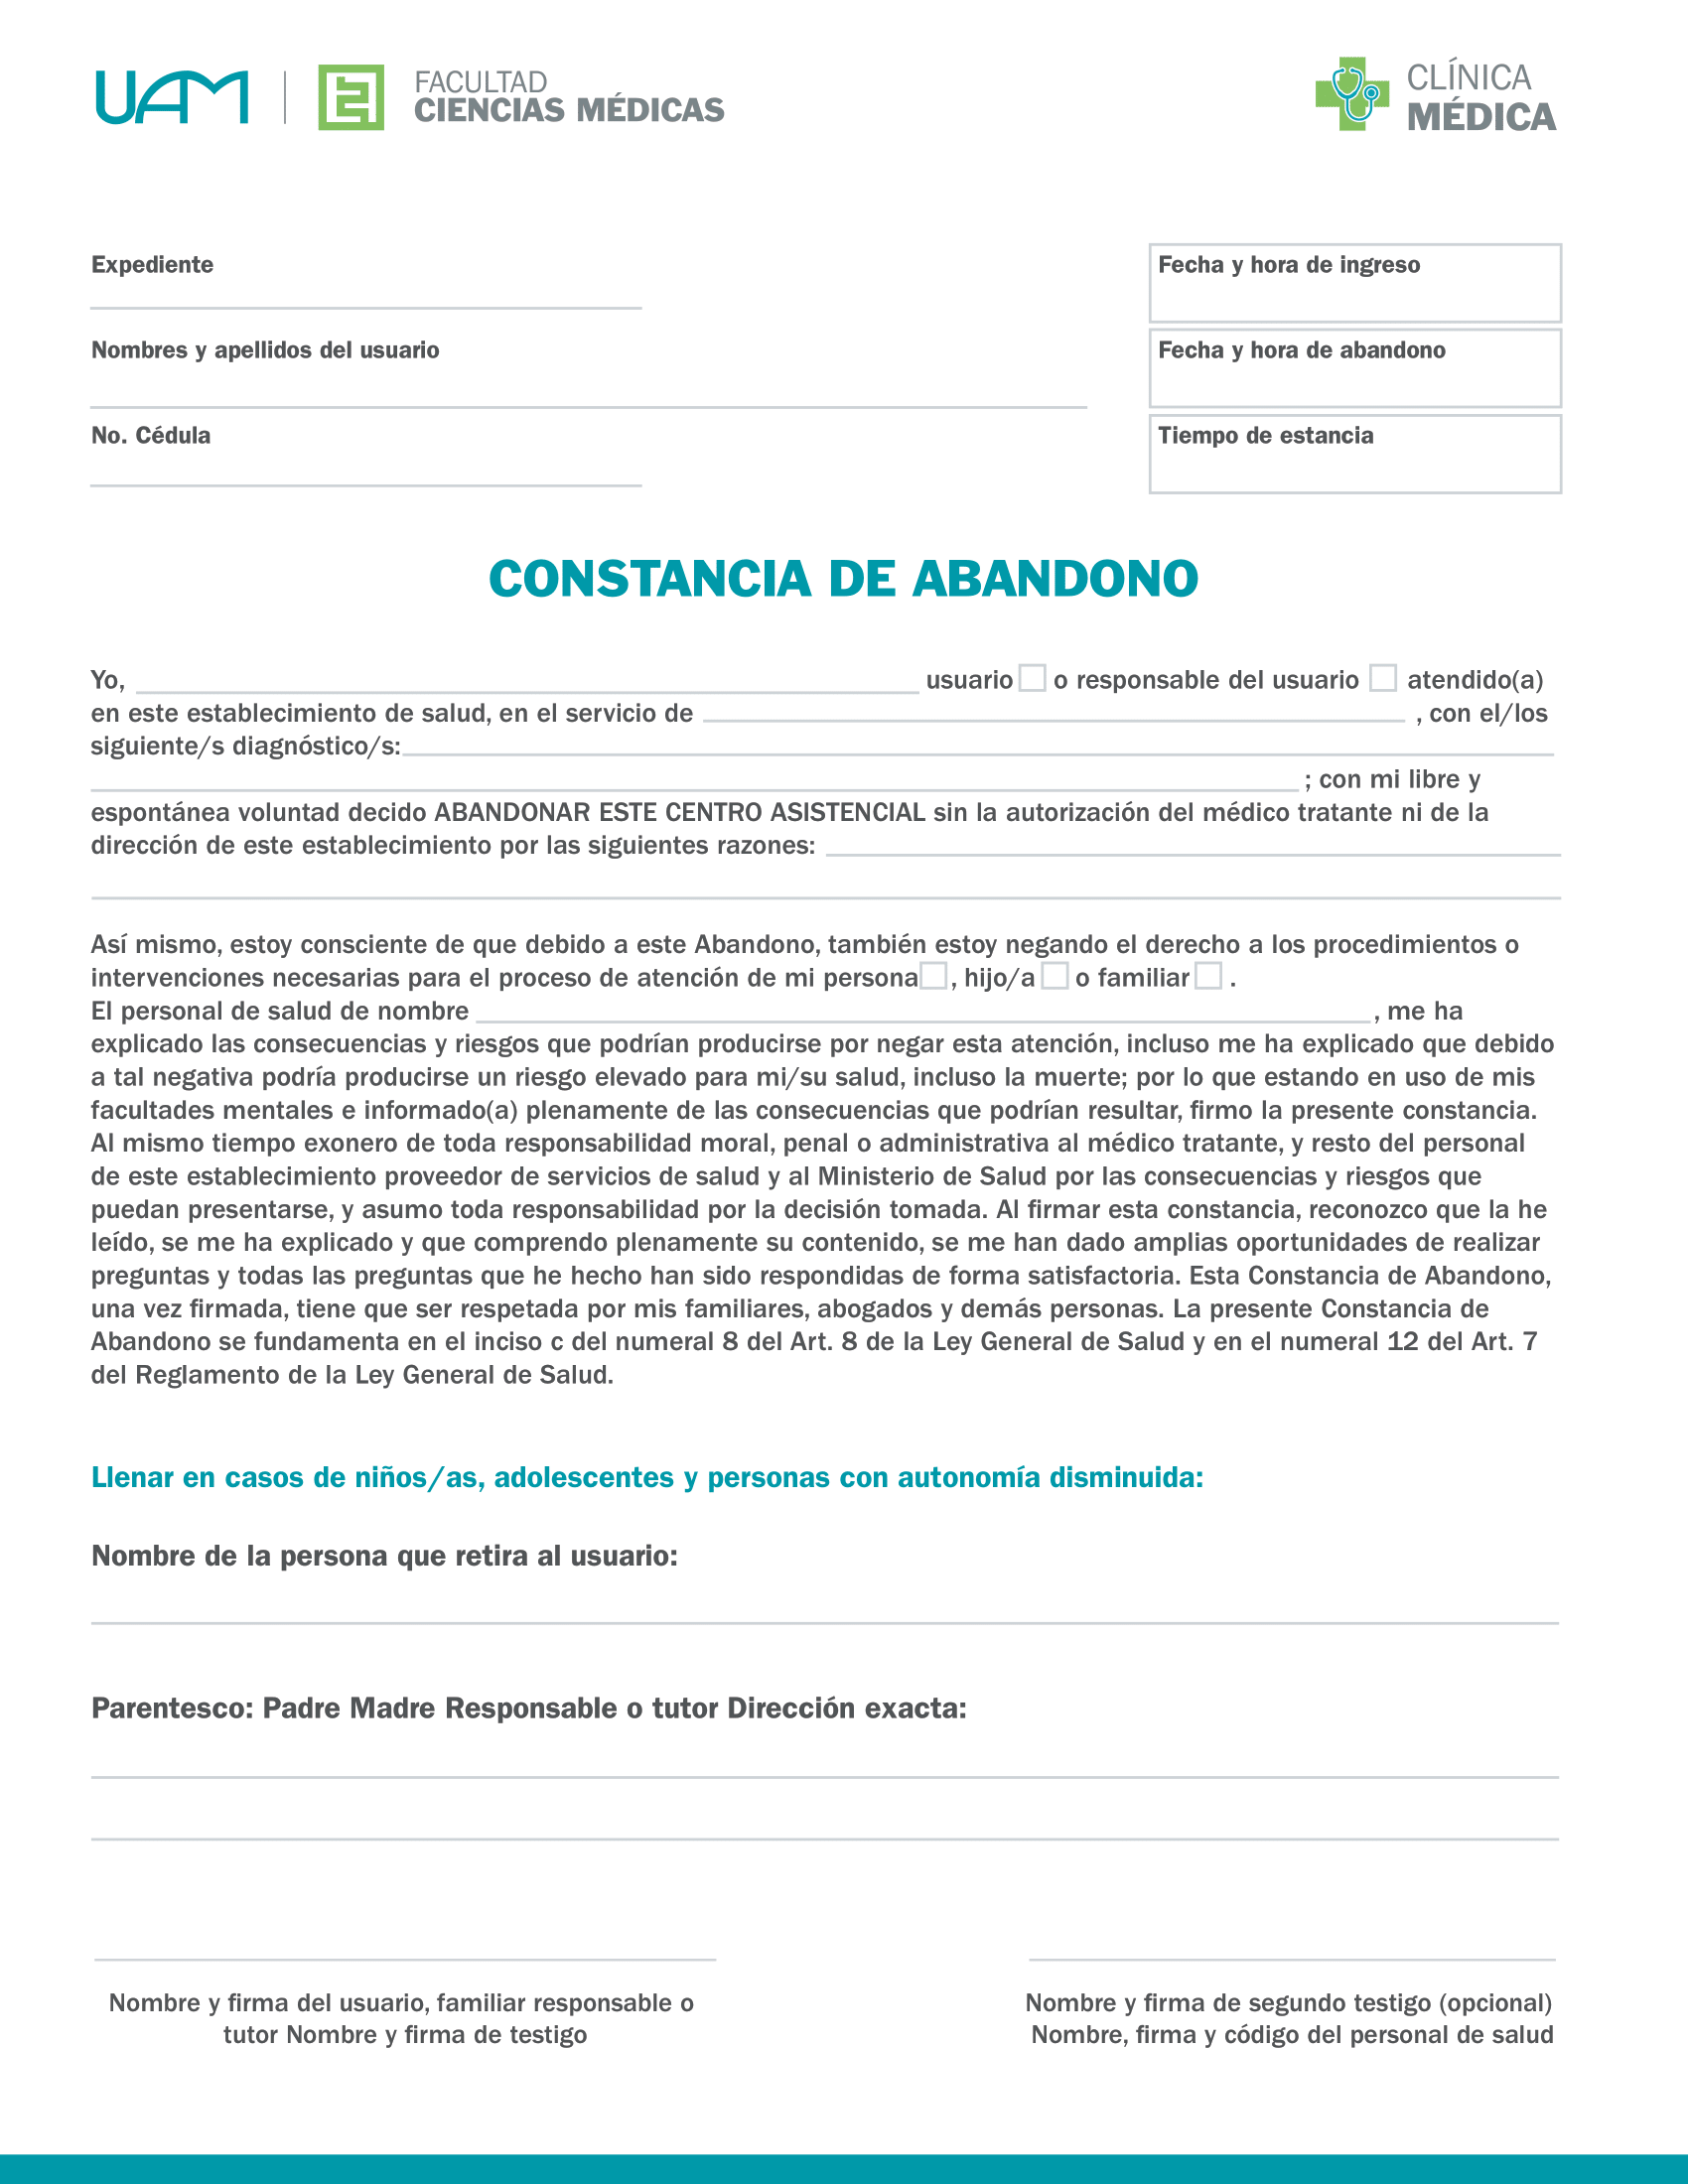 UAM
FACULTAD
CIENCIAS MÉDICAS
CLÍNICA
MÉDICA
Expediente
Fecha y hora de ingreso
Nombres y apellidos del usuario
Fecha y hora de abandono
No. Cédula
Tiempo de estancia
CONSTANCIA DE ABANDONO
Yo, usuario o responsable del usuario atendido(a)
en este establecimiento de salud, en el servicio de , con el/los
siguiente/s diagnóstico/s:
; con mi libre y
espontánea voluntad decido ABANDONAR ESTE CENTRO ASISTENCIAL sin la autorización del médico tratante ni de la
dirección de este establecimiento por las siguientes razones:
Así mismo, estoy consciente de que debido a este Abandono, también estoy negando el derecho a los procedimientos o
intervenciones necesarias para el proceso de atención de mi persona , hijo/a o familiar .
El personal de salud de nombre , me ha
explicado las consecuencias y riesgos que podrían producirse por negar esta atención, incluso me ha explicado que debido
a tal negativa podría producirse un riesgo elevado para mi/su salud, incluso la muerte; por lo que estando en uso de mis
facultades mentales e informado(a) plenamente de las consecuencias que podrían resultar, firmo la presente constancia.
Al mismo tiempo exonero de toda responsabilidad moral, penal o administrativa al médico tratante, y resto del personal
de este establecimiento proveedor de servicios de salud y al Ministerio de Salud por las consecuencias y riesgos que
puedan presentarse, y asumo toda responsabilidad por la decisión tomada. Al firmar esta constancia, reconozco que la he
leído, se me ha explicado y que comprendo plenamente su contenido, se me han dado amplias oportunidades de realizar
preguntas y todas las preguntas que he hecho han sido respondidas de forma satisfactoria. Esta Constancia de Abandono,
una vez firmada, tiene que ser respetada por mis familiares, abogados y demás personas. La presente Constancia de
Abandono se fundamenta en el inciso c del numeral 8 del Art. 8 de la Ley General de Salud y en el numeral 12 del Art. 7
del Reglamento de la Ley General de Salud.
Llenar en casos de niños/as, adolescentes y personas con autonomía disminuida:
Nombre de la persona que retira al usuario:
Parentesco: Padre Madre Responsable o tutor Dirección exacta:
Nombre y firma del usuario, familiar responsable o
tutor Nombre y firma de testigo
Nombre y firma de segundo testigo (opcional)
Nombre, firma y código del personal de salud